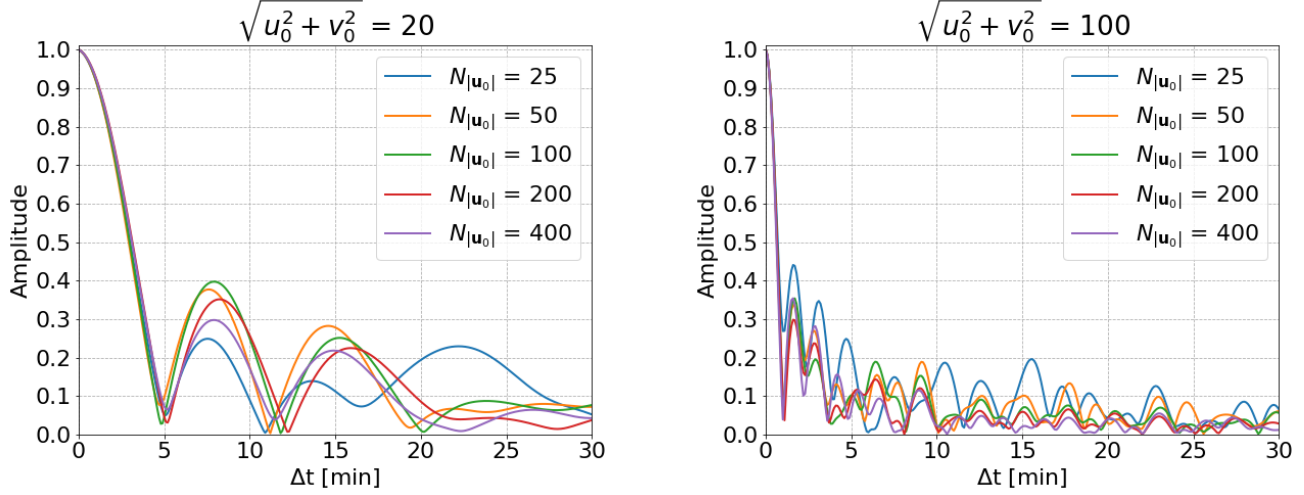 √u₀² + v₀² = 20
1.0
0.9
0.8
0.7
0.6
0.5
0.4
0.3
0.2
0.1
0.0
Amplitude
N|𝐮₀| = 25
N|𝐮₀| = 50
N|𝐮₀| = 100
N|𝐮₀| = 200
N|𝐮₀| = 400
0 5 10 15 20 25 30
Δt [min]
√u₀² + v₀² = 100
1.0
0.9
0.8
0.7
0.6
0.5
0.4
0.3
0.2
0.1
0.0
Amplitude
N|𝐮₀| = 25
N|𝐮₀| = 50
N|𝐮₀| = 100
N|𝐮₀| = 200
N|𝐮₀| = 400
0 5 10 15 20 25 30
Δt [min]